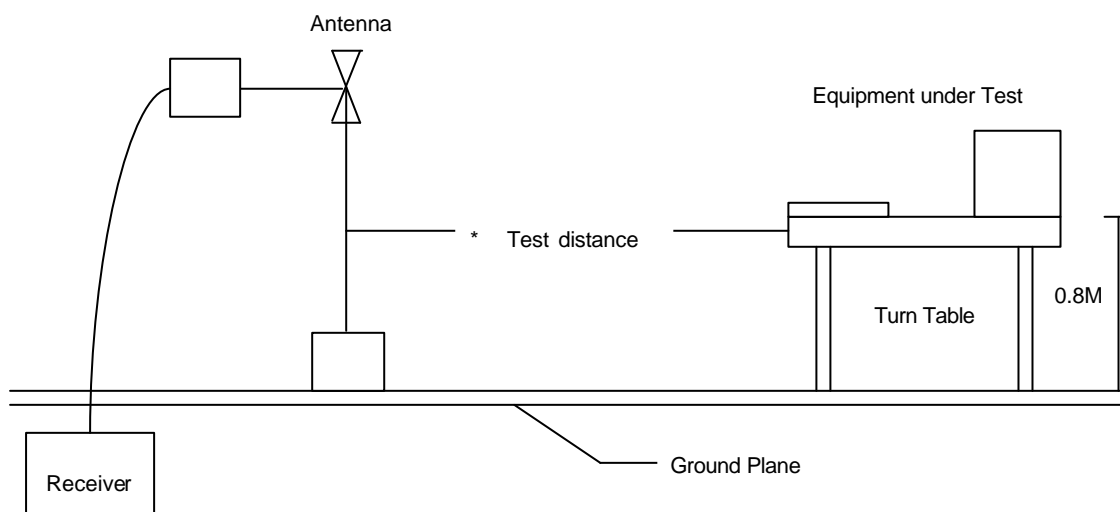 Antenna
Equipment under Test
* Test distance
0.8M
Turn Table
Ground Plane
Receiver